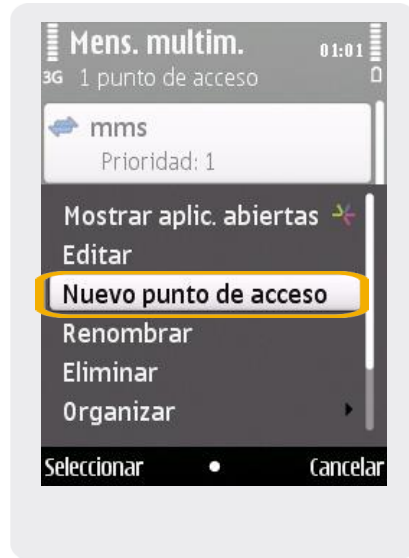 Mens. multim. 01:01
3G 1 punto de acceso
mms
Prioridad: 1
Mostrar aplic. abiertas
Editar
Nuevo punto de acceso
Renombrar
Eliminar
Organizar
Seleccionar Cancelar